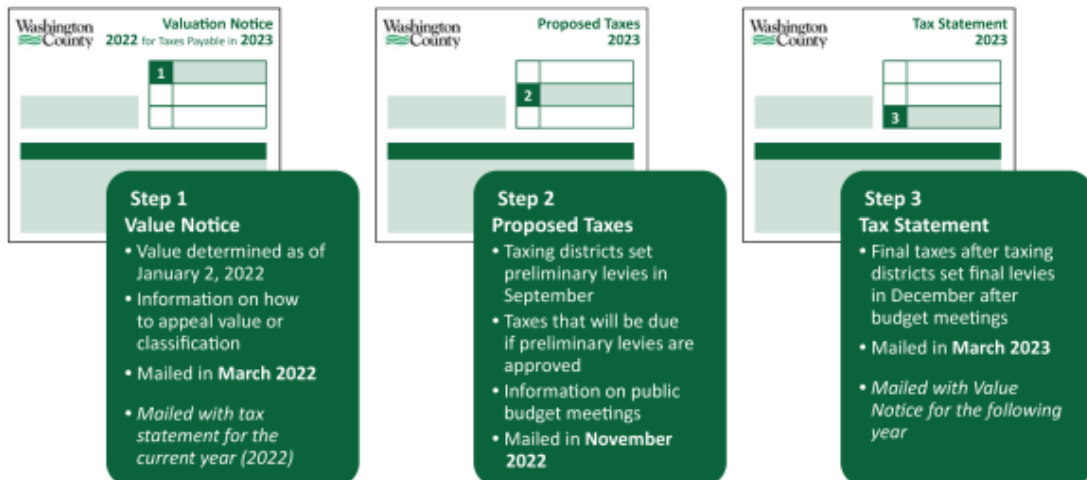 Washington
County
Valuation Notice
2022 for Taxes Payable in 2023
1
Washington
County
Proposed Taxes
2023
2
Washington
County
Tax Statement
2023
3
Step 1
Value Notice
• Value determined as of
January 2, 2022
• Information on how
to appeal value or
classification
• Mailed in March 2022
• Mailed with tax
statement for the
current year (2022)
Step 2
Proposed Taxes
• Taxing districts set
preliminary levies in
September
• Taxes that will be due
if preliminary levies are
approved
• Information on public
budget meetings
• Mailed in November
2022
Step 3
Tax Statement
• Final taxes after taxing
districts set final levies
in December after
budget meetings
• Mailed in March 2023
• Mailed with Value
Notice for the following
year